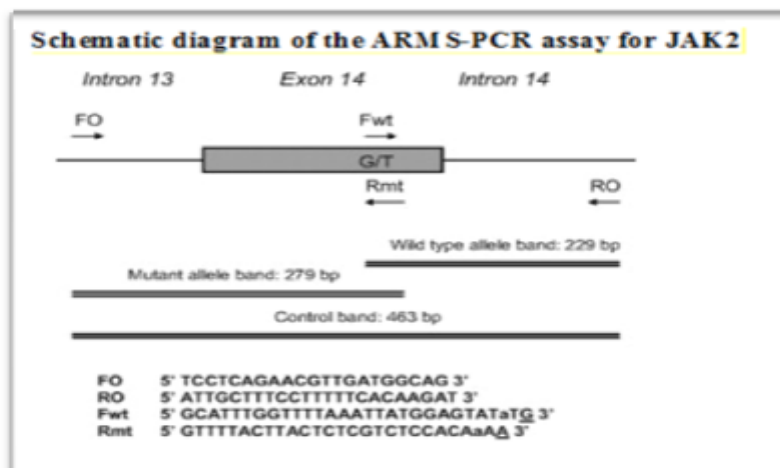 Schematic diagram of the ARMS-PCR assay for JAK2
Intron 13 Exon 14 Intron 14
FO Fwt
G/T
Rmt RO
Wild type allele band: 229 bp
Mutant allele band: 279 bp
Control band: 463 bp
FO 5' TCCTCAGAACGTTGATGGCAG 3'
RO 5' ATTGCTTTCCTTTTTCACAAGAT 3'
Fwt 5' GCATTTGGTTTTAAATTATGGAGTATaTG 3'
Rmt 5' GTTTTACTTACTCTCGTCTCCACAaAA 3'